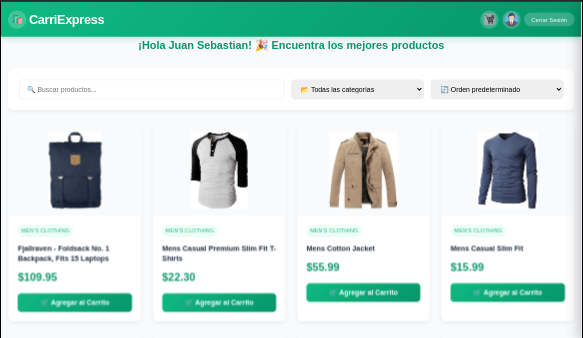 CarriExpress
Cerrar Sesión
¡Hola Juan Sebastian! 🎉 Encuentra los mejores productos
🔍 Buscar productos...
📂 Todas las categorías
🔄 Orden predeterminado
MEN'S CLOTHING
Fjallraven - Foldsack No. 1
Backpack, Fits 15 Laptops
$109.95
🛒 Agregar al Carrito
MEN'S CLOTHING
Mens Casual Premium Slim Fit T-
Shirts
$22.30
🛒 Agregar al Carrito
MEN'S CLOTHING
Mens Cotton Jacket
$55.99
🛒 Agregar al Carrito
MEN'S CLOTHING
Mens Casual Slim Fit
$15.99
🛒 Agregar al Carrito